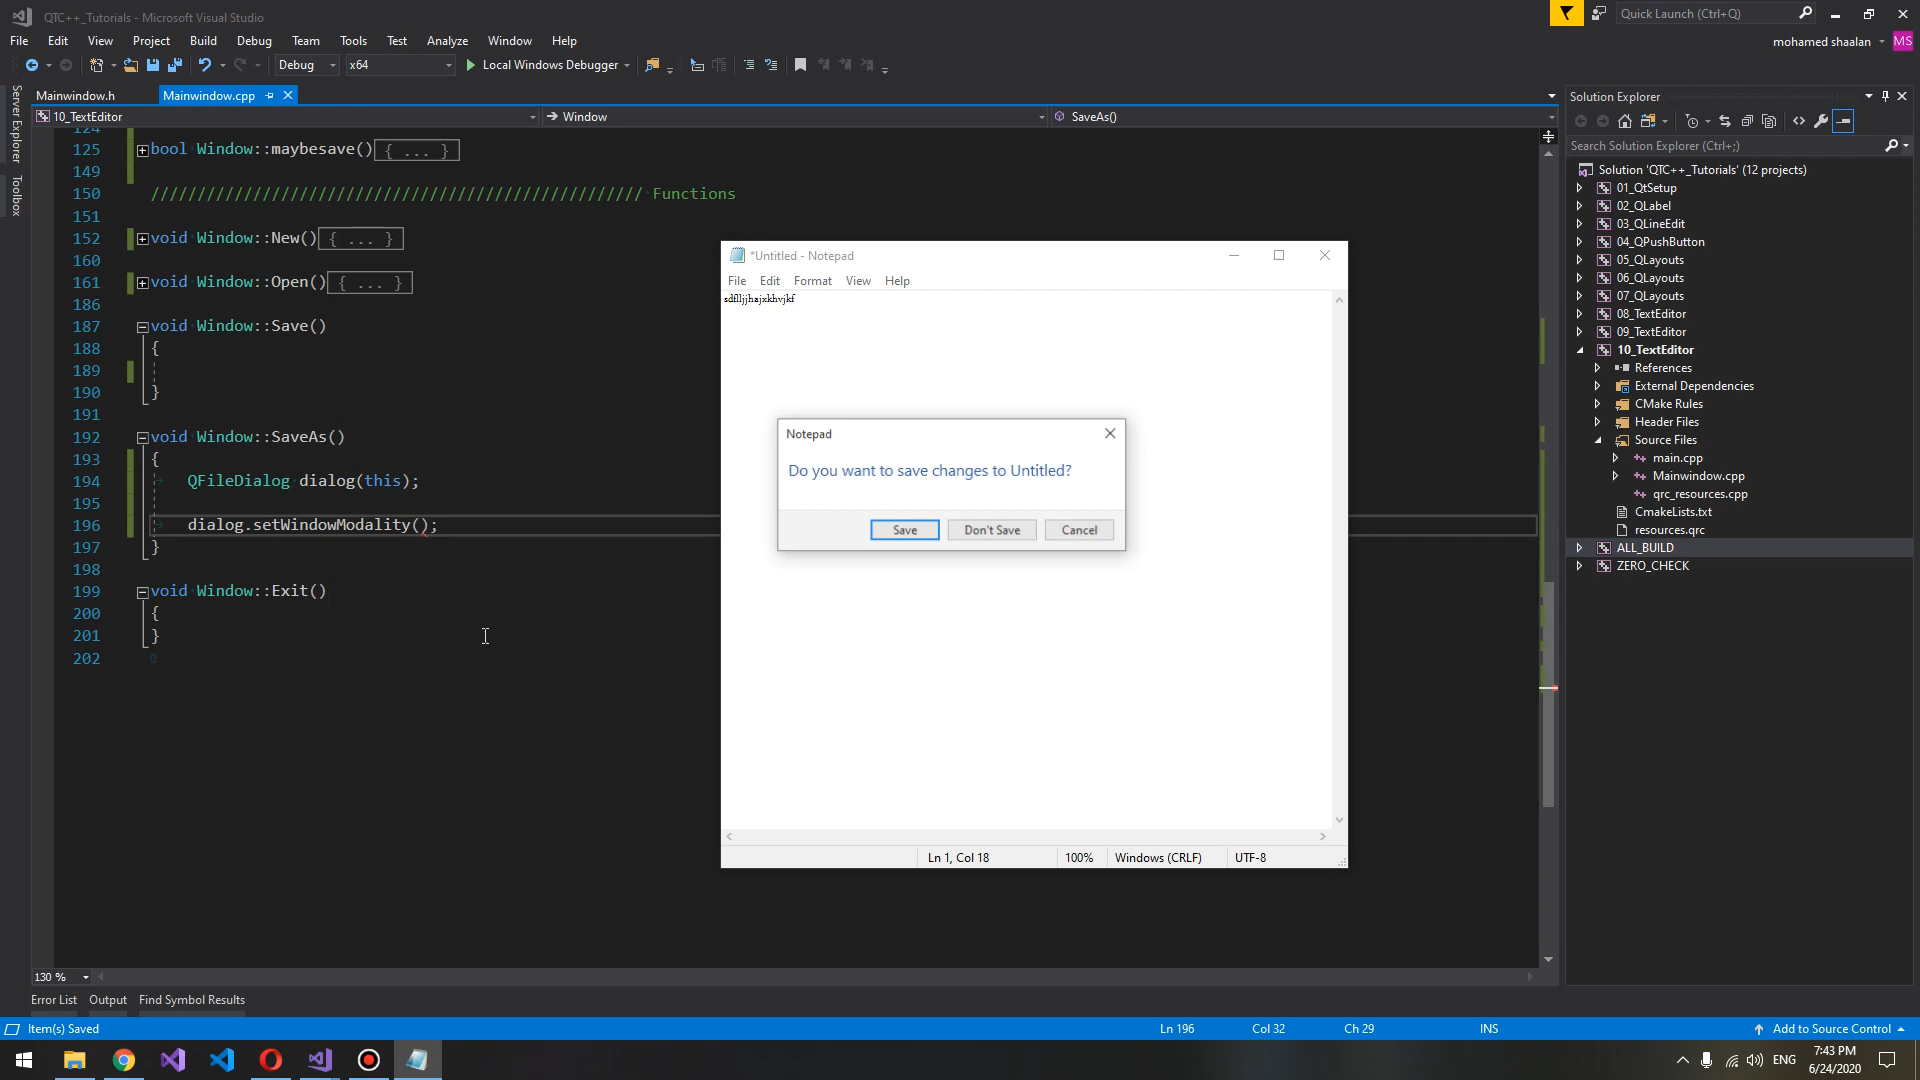 QTC++_Tutorials - Microsoft Visual Studio
Quick Launch (Ctrl+Q)
File Edit View Project Build Debug Team Tools Test Analyze Window Help
mohamed shaalan MS
Debug x64 Local Windows Debugger
Server Explorer
Toolbox
Mainwindow.h Mainwindow.cpp
10_TextEditor Window SaveAs()
124
125 bool Window::maybesave(){ ... }
149
150 ///////////////////////////////////////////////////// Functions
151
152 void Window::New(){ ... }
160
161 void Window::Open(){ ... }
186
187 void Window::Save()
188 {
189
190 }
191
192 void Window::SaveAs()
193 {
194 QFileDialog dialog(this);
195
196 dialog.setWindowModality();
197 }
198
199 void Window::Exit()
200 {
201 }
202
130 %
*Untitled - Notepad
File Edit Format View Help
sdflljjhajxkhvjkf
Notepad
Do you want to save changes to Untitled?
Save Don't Save Cancel
Ln 1, Col 18 100% Windows (CRLF) UTF-8
Solution Explorer
Search Solution Explorer (Ctrl+;)
Solution 'QTC++_Tutorials' (12 projects)
01_QtSetup
02_QLabel
03_QLineEdit
04_QPushButton
05_QLayouts
06_QLayouts
07_QLayouts
08_TextEditor
09_TextEditor
10_TextEditor
References
External Dependencies
CMake Rules
Header Files
Source Files
main.cpp
Mainwindow.cpp
qrc_resources.cpp
CmakeLists.txt
resources.qrc
ALL_BUILD
ZERO_CHECK
Error List Output Find Symbol Results
Item(s) Saved Ln 196 Col 32 Ch 29 INS Add to Source Control
ENG 7:43 PM
6/24/2020